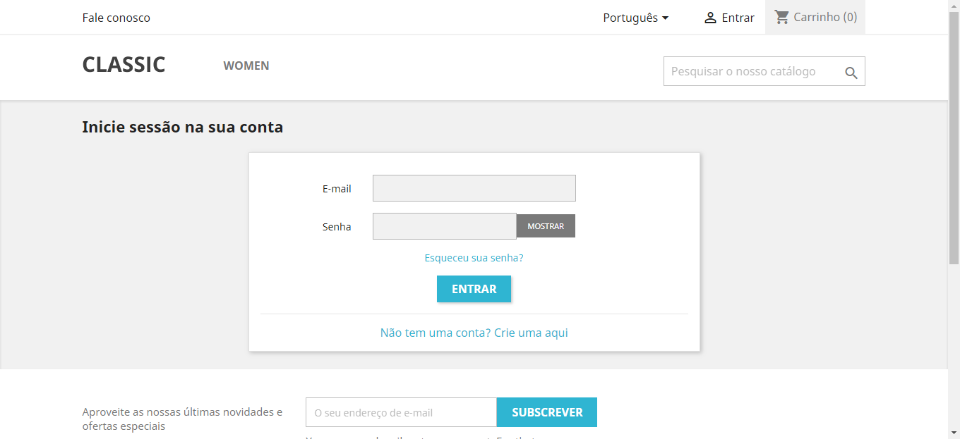 Fale conosco
Português
Entrar
Carrinho (0)
CLASSIC
WOMEN
Pesquisar o nosso catálogo
Inicie sessão na sua conta
E-mail
Senha
MOSTRAR
Esqueceu sua senha?
ENTRAR
Não tem uma conta? Crie uma aqui
Aproveite as nossas últimas novidades e
ofertas especiais
O seu endereço de e-mail
SUBSCREVER